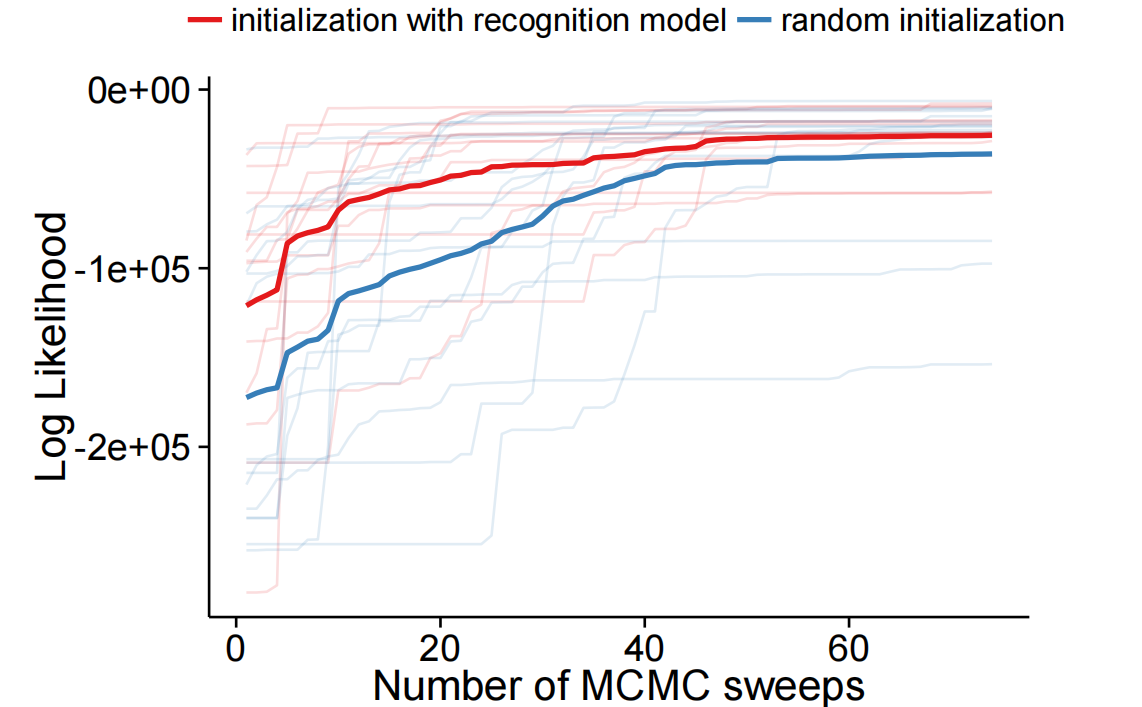 initialization with recognition model random initialization
Log Likelihood
0e+00
-1e+05
-2e+05
0 20 40 60
Number of MCMC sweeps